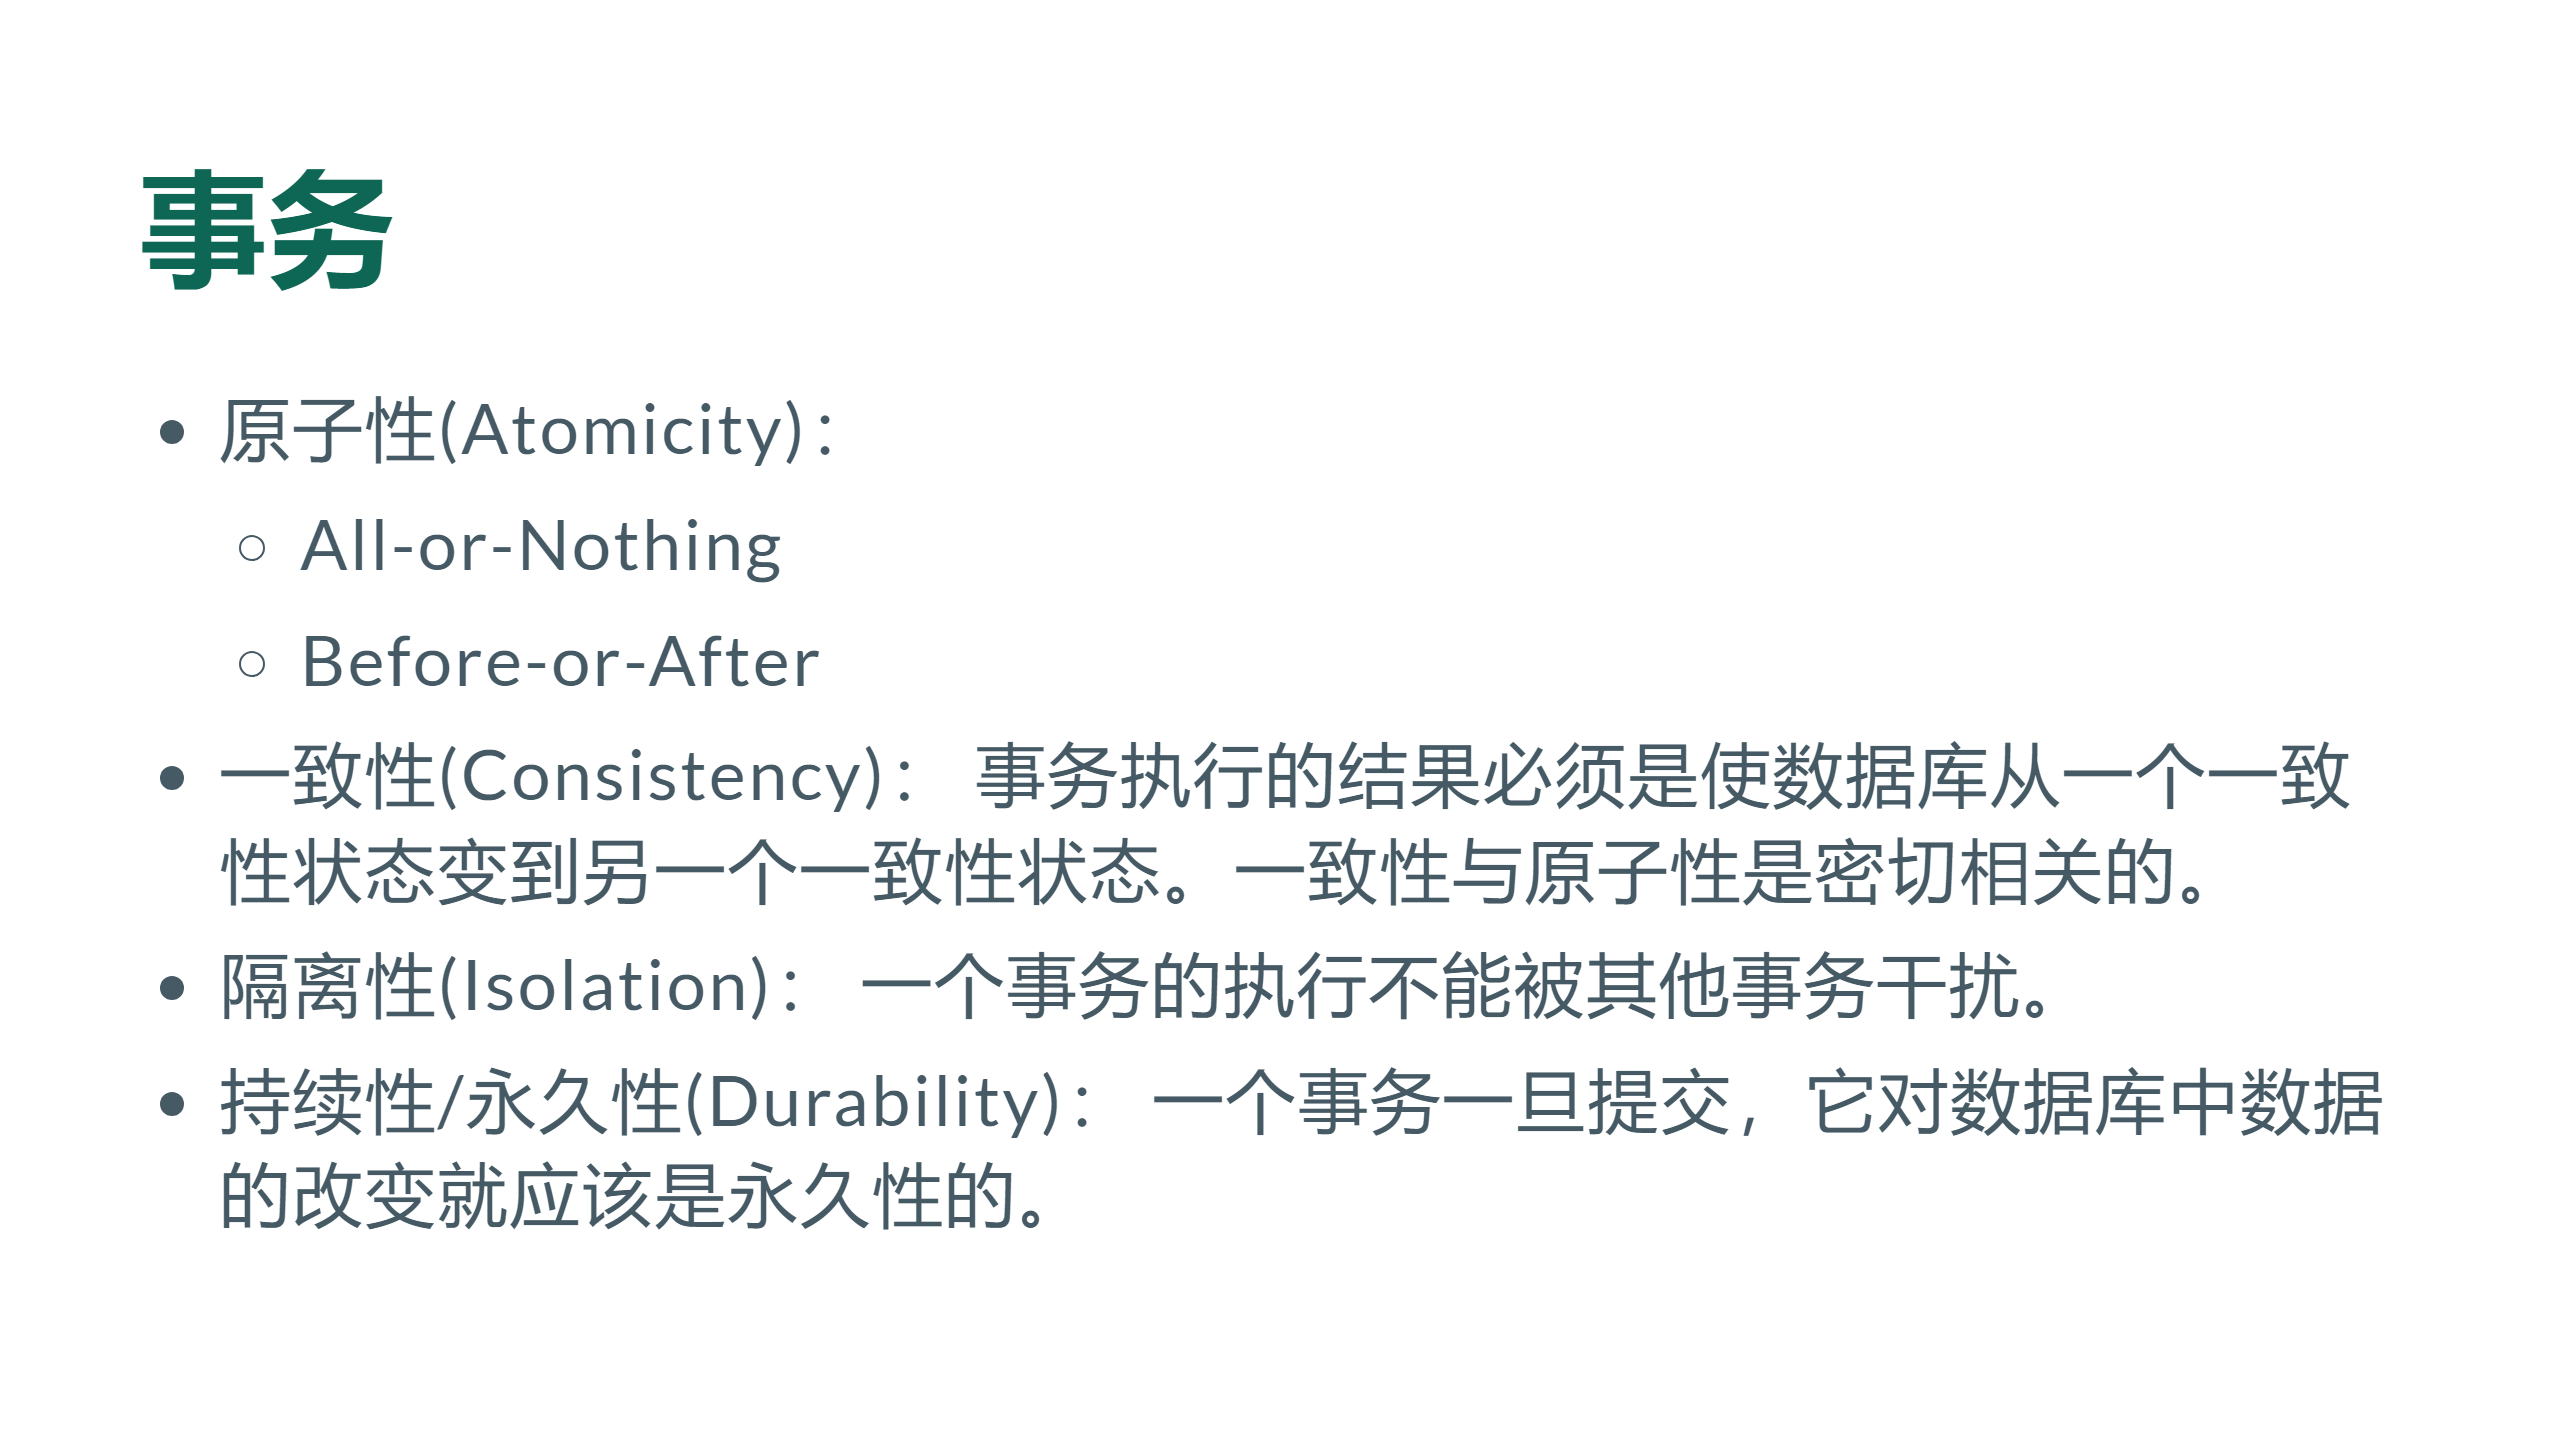 事务
原子性(Atomicity)：
All-or-Nothing
Before-or-After
一致性(Consistency)： 事务执行的结果必须是使数据库从一个一致
性状态变到另一个一致性状态。一致性与原子性是密切相关的。
隔离性(Isolation)： 一个事务的执行不能被其他事务干扰。
持续性/永久性(Durability)： 一个事务一旦提交，它对数据库中数据
的改变就应该是永久性的。